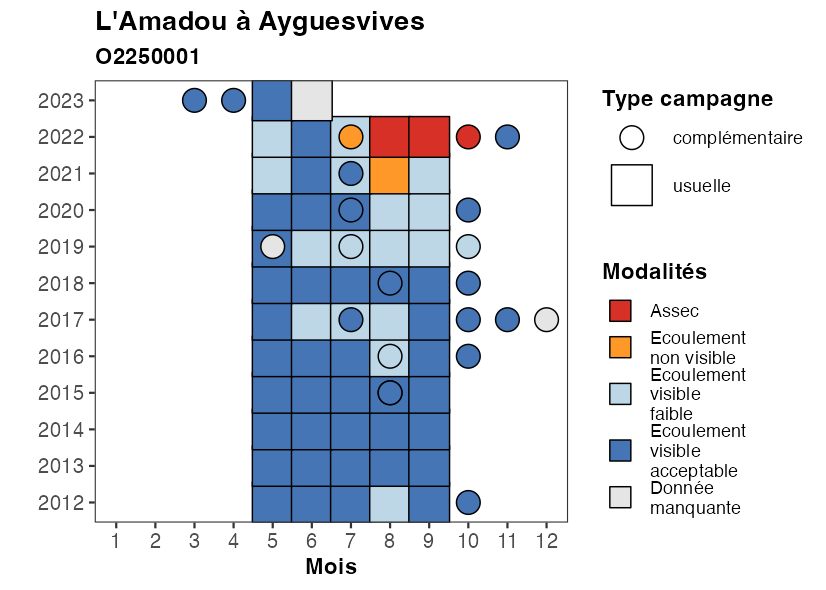 L'Amadou à Ayguesvives
O2250001
2023
2022
2021
2020
2019
2018
2017
2016
2015
2014
2013
2012
1 2 3 4 5 6 7 8 9 10 11 12
Mois
Type campagne
complémentaire
usuelle
Modalités
Assec
Ecoulement
non visible
Ecoulement
visible
faible
Ecoulement
visible
acceptable
Donnée
manquante